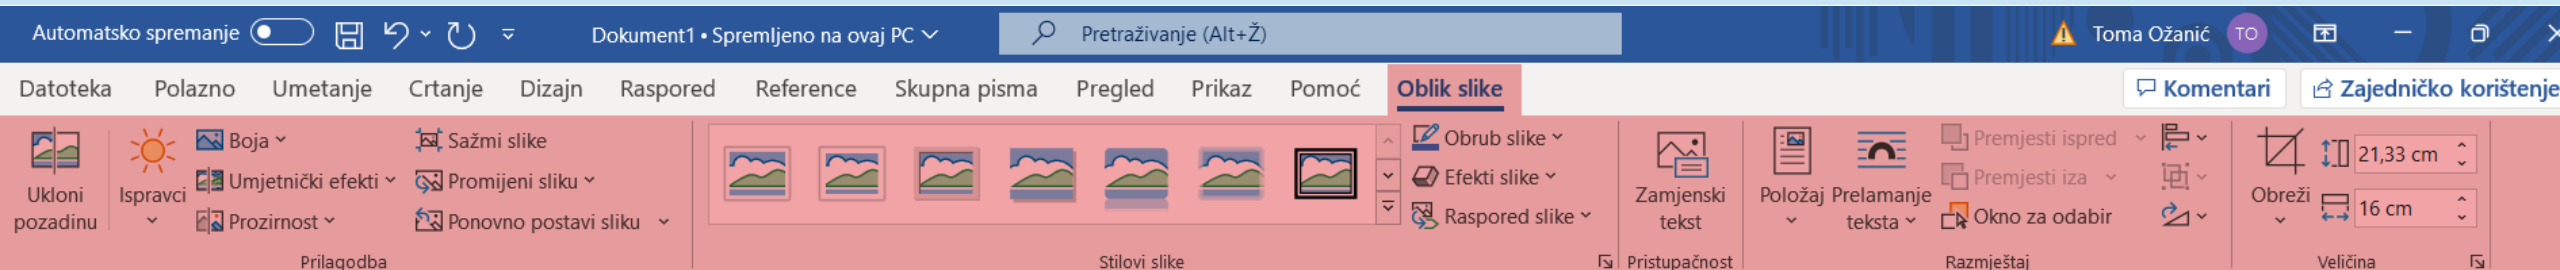 Automatsko spremanje
Dokument1 • Spremljeno na ovaj PC
Pretraživanje (Alt+Ž)
Toma Ožanić
TO
Datoteka Polazno Umetanje Crtanje Dizajn Raspored Reference Skupna pisma Pregled Prikaz Pomoć Oblik slike
Komentari
Zajedničko korištenje
Ukloni
pozadinu
Ispravci
Boja
Umjetnički efekti
Prozirnost
Sažmi slike
Promijeni sliku
Ponovno postavi sliku
Prilagodba
Obrub slike
Efekti slike
Raspored slike
Stilovi slike
Zamjenski
tekst
Pristupačnost
Položaj
Prelamanje
teksta
Premjesti ispred
Premjesti iza
Okno za odabir
Razmještaj
Obreži
21,33 cm
16 cm
Veličina